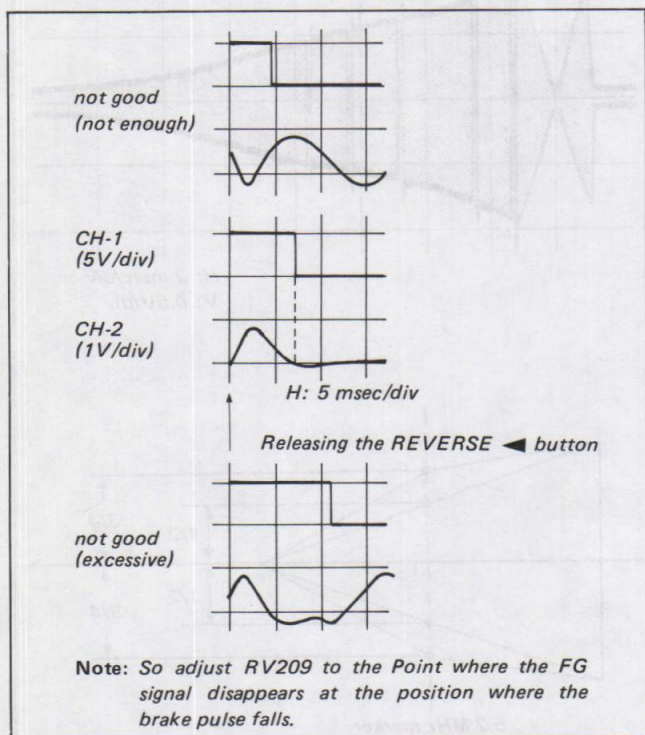 not good
(not enough)
CH-1
(5V/div)
CH-2
(1V/div)
H: 5 msec/div
Releasing the REVERSE ◄ button
not good
(excessive)
Note: So adjust RV209 to the Point where the FG
signal disappears at the position where the
brake pulse falls.